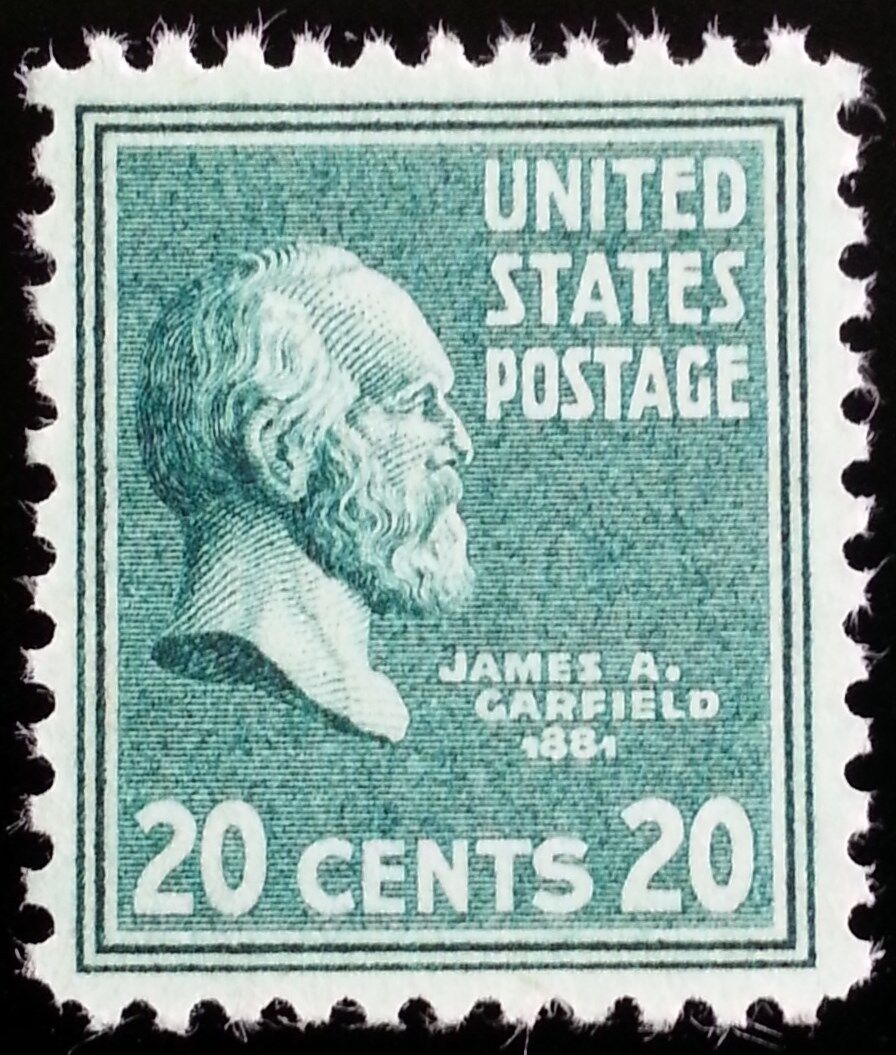 UNITED
STATES
POSTAGE
JAMES A.
GARFIELD
1881
20 CENTS 20